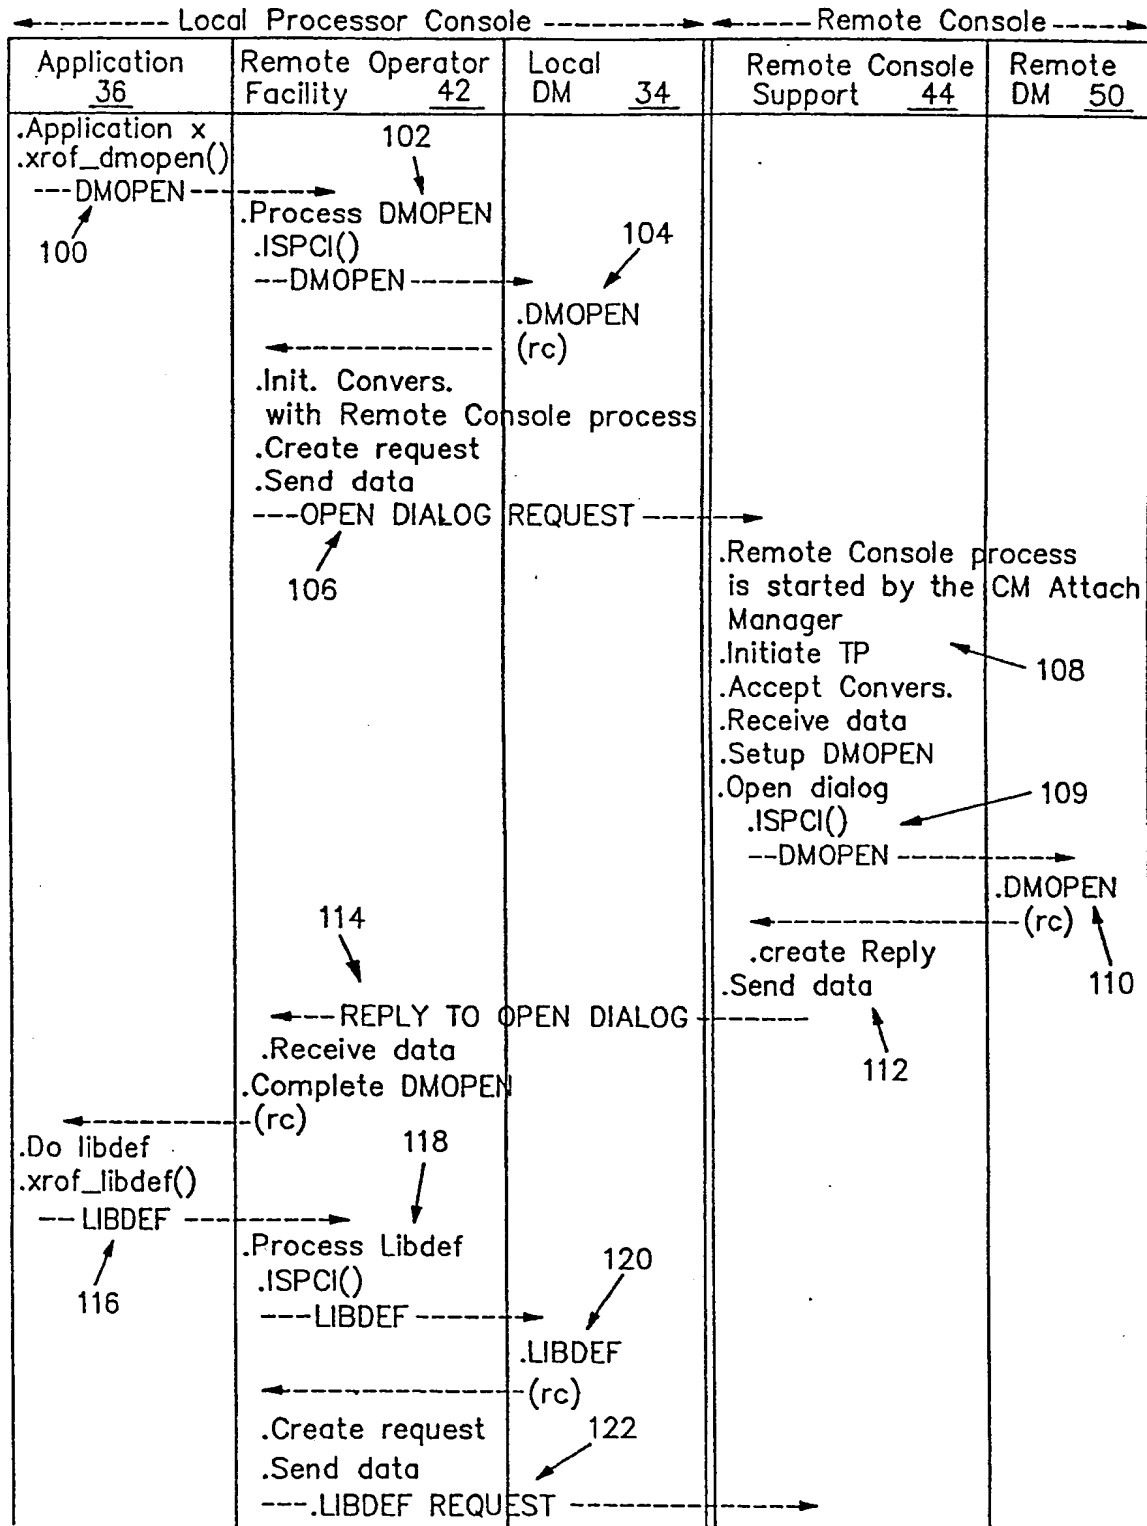 Local Processor Console
Remote Console
Application
36
Remote Operator
Facility 42
Local
DM 34
Remote Console
Support 44
Remote
DM 50
.Application x
.xrof_dmopen()
DMOPEN
100
102
.Process DMOPEN
.ISPCI()
DMOPEN
104
.DMOPEN
(rc)
.Init. Convers.
with Remote Console process
.Create request
.Send data
OPEN DIALOG REQUEST
106
.Remote Console process
is started by the CM Attach
Manager
.Initiate TP
108
.Accept Convers.
.Receive data
.Setup DMOPEN
.Open dialog
109
.ISPCI()
DMOPEN
.DMOPEN
(rc)
110
114
.create Reply
.Send data
REPLY TO OPEN DIALOG
112
.Receive data
.Complete DMOPEN
(rc)
.Do libdef
.xrof_libdef()
LIBDEF
116
118
.Process Libdef
.ISPCI()
LIBDEF
120
.LIBDEF
(rc)
.Create request
122
.Send data
.LIBDEF REQUEST